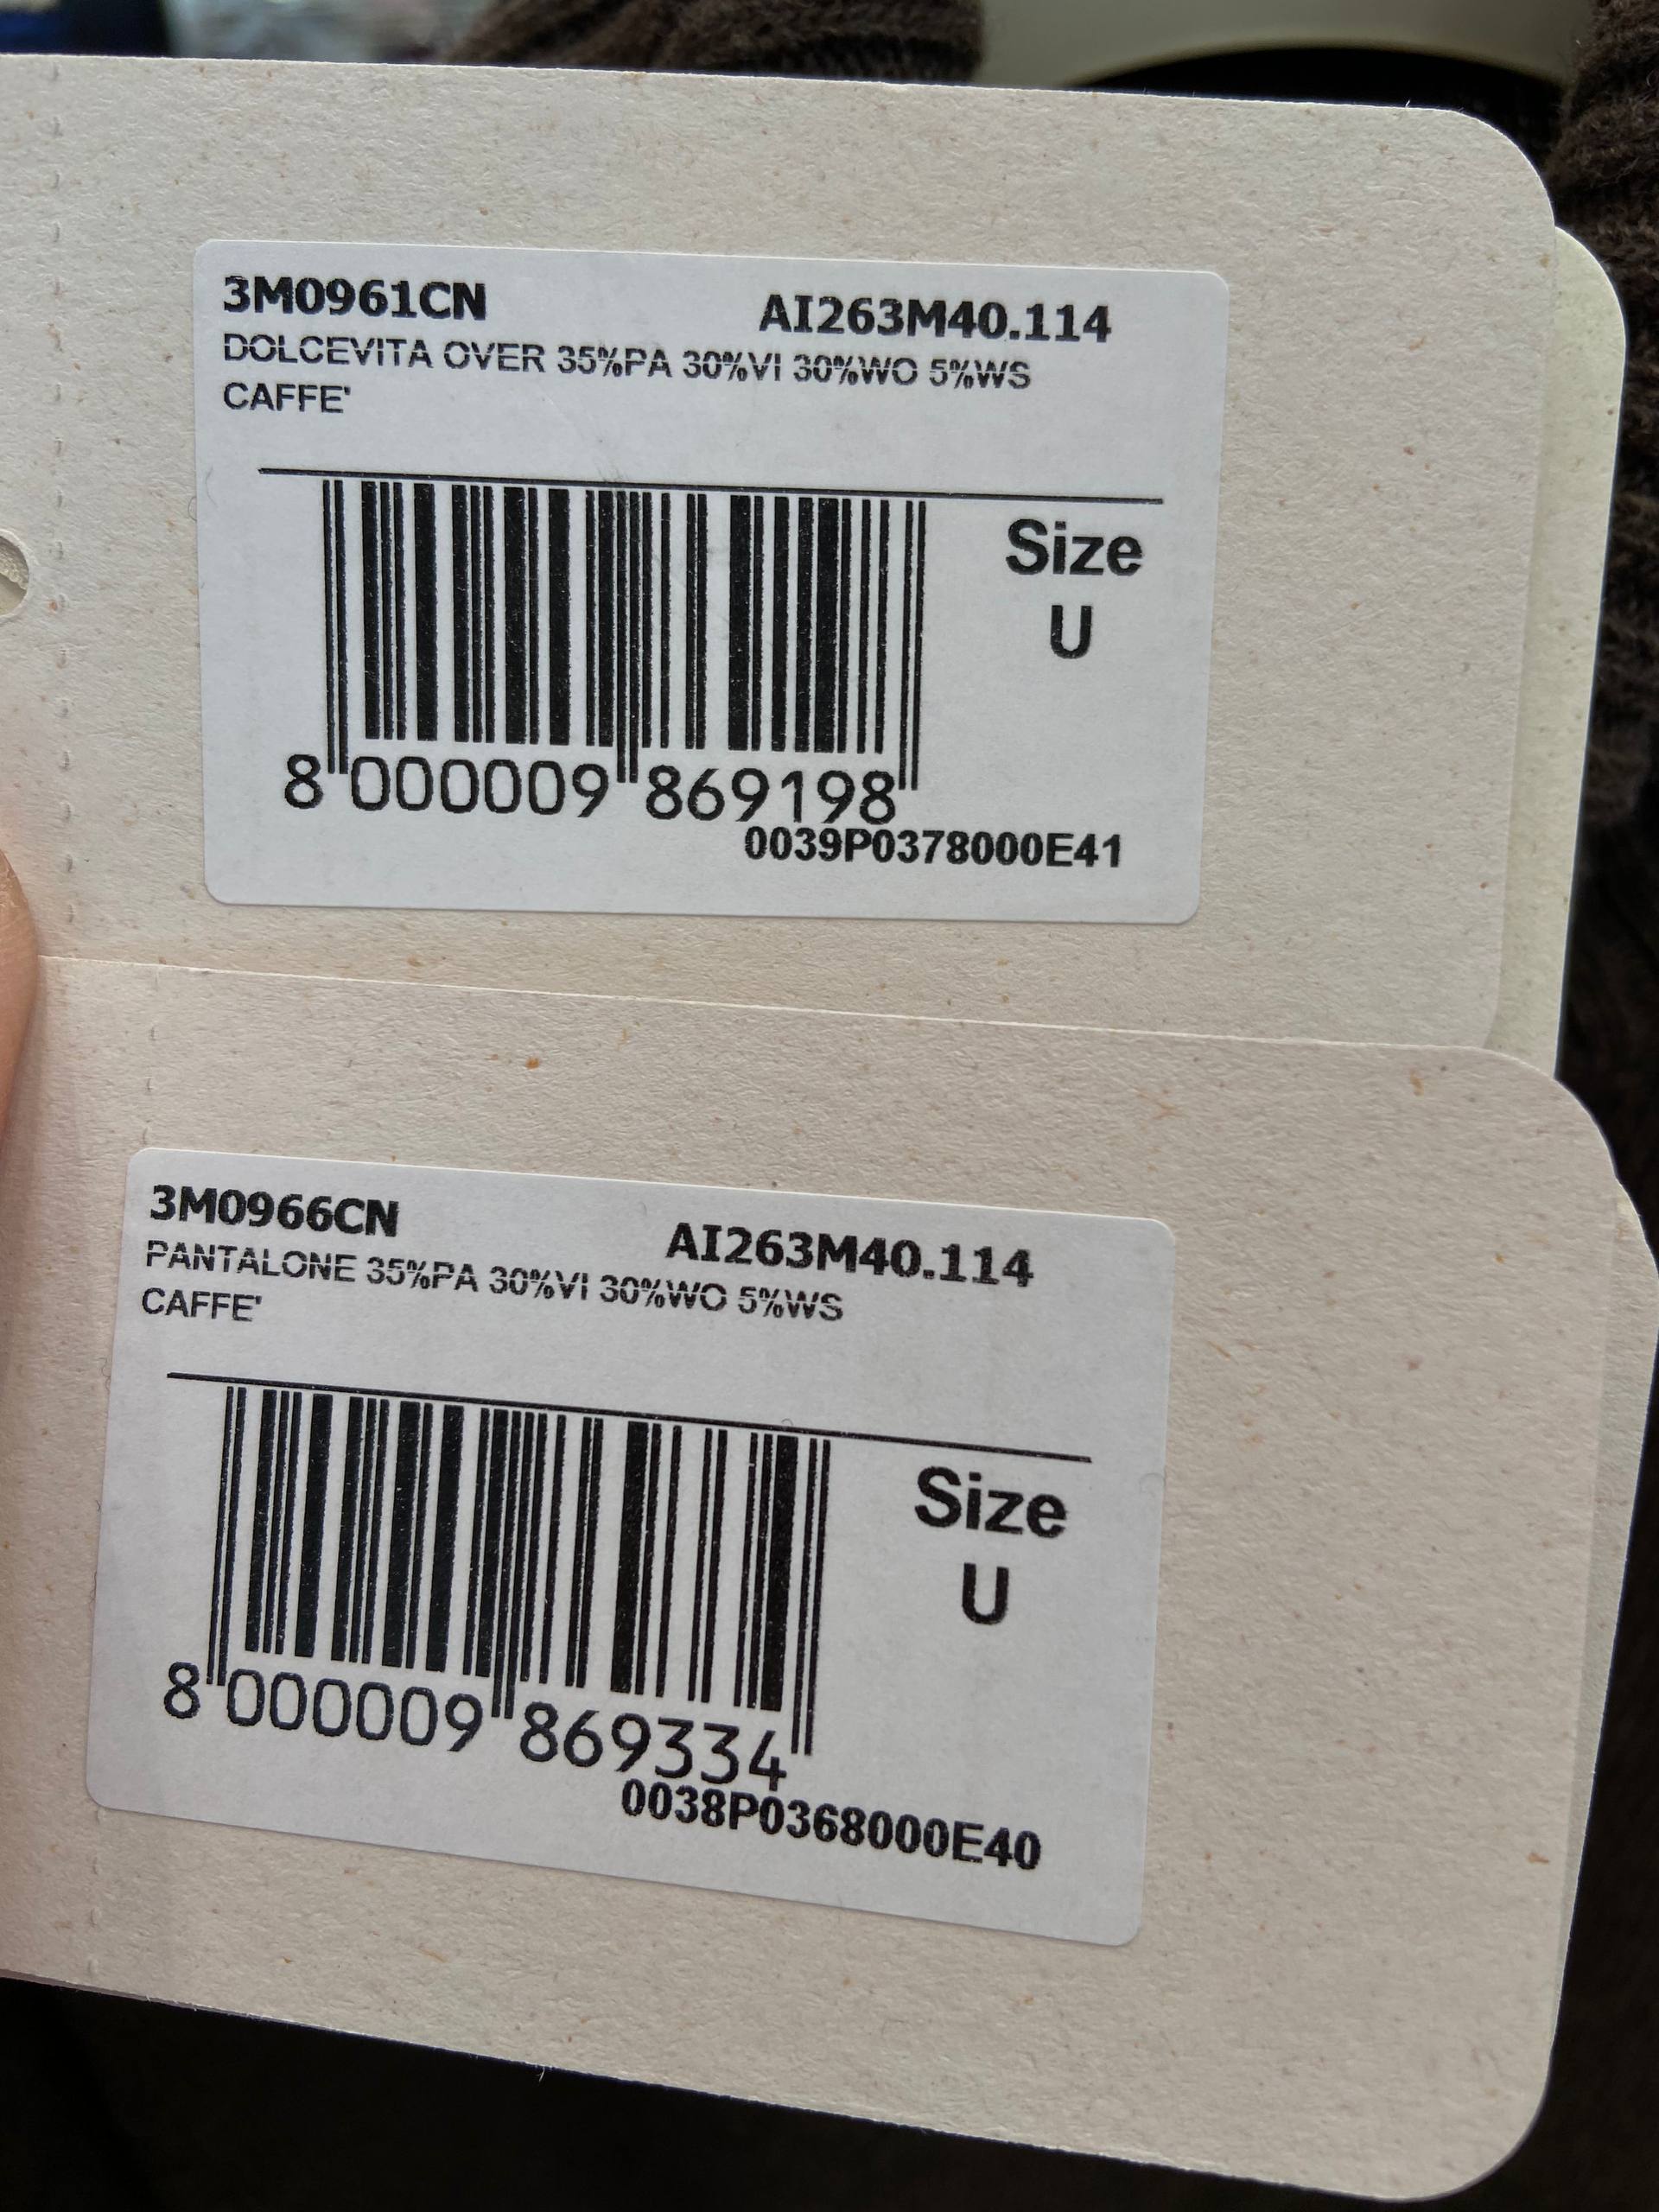 3M0961CN AI263M40.114
DOLCEVITA OVER 35%PA 30%VI 30%WO 5%WS
CAFFE'
Size
U
8 000009 869198
0039P0378000E41
3M0966CN AI263M40.114
PANTALONE 35%PA 30%VI 30%WO 5%WS
CAFFE'
Size
U
8 000009 869334
0038P0368000E40